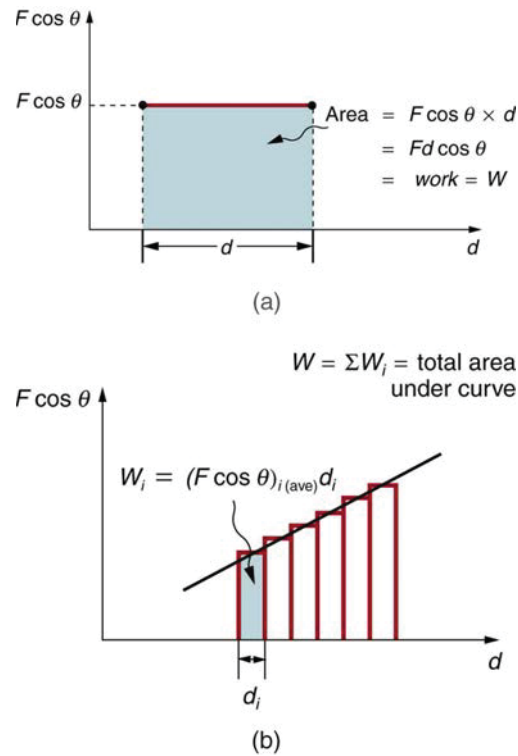 F cos θ
F cos θ
Area = F cos θ × d
= Fd cos θ
= work = W
d
d
(a)
W = ΣWᵢ = total area
under curve
F cos θ
Wᵢ = (F cos θ)ᵢ₍ₐᵥₑ₎dᵢ
d
dᵢ
(b)